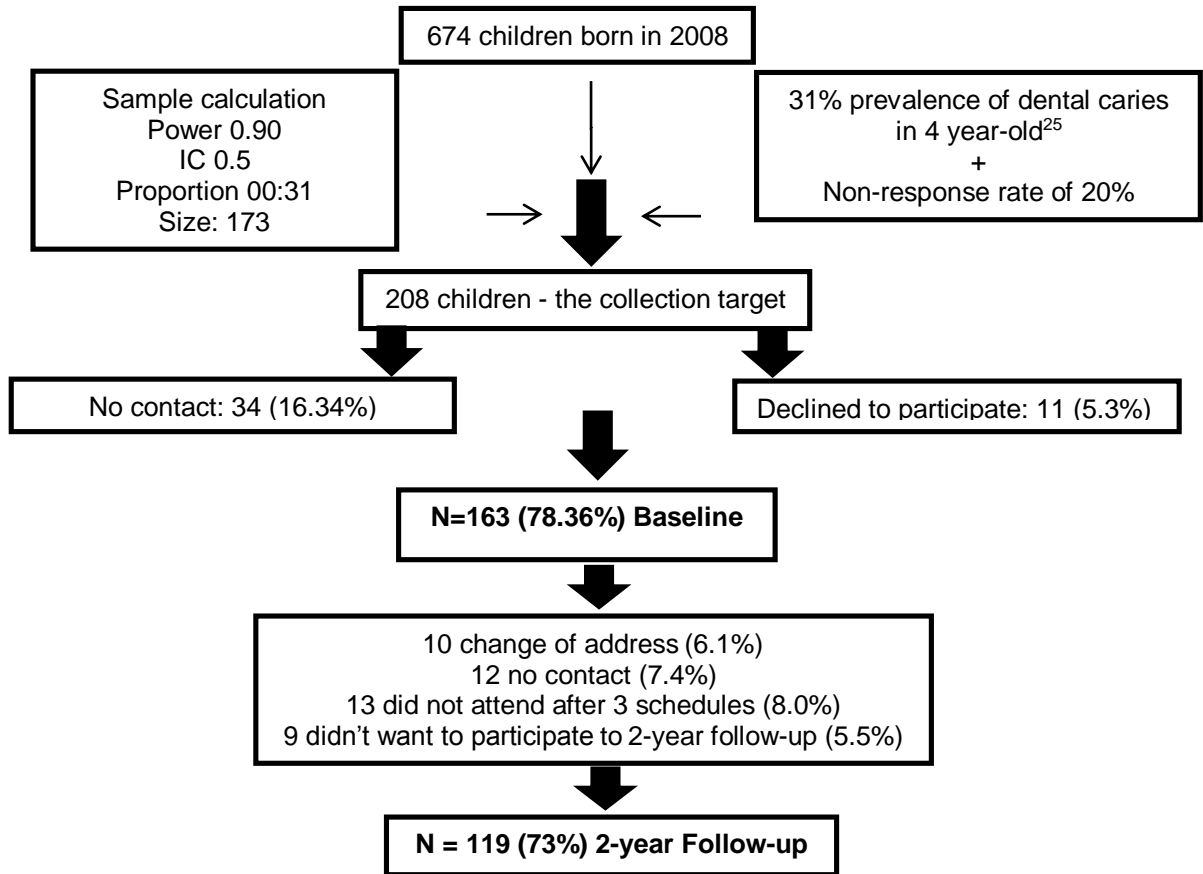 674 children born in 2008
Sample calculation
Power 0.90
IC 0.5
Proportion 00:31
Size: 173
31% prevalence of dental caries
in 4 year-old²⁵
+
Non-response rate of 20%
208 children - the collection target
No contact: 34 (16.34%)
Declined to participate: 11 (5.3%)
N=163 (78.36%) Baseline
10 change of address (6.1%)
12 no contact (7.4%)
13 did not attend after 3 schedules (8.0%)
9 didn't want to participate to 2-year follow-up (5.5%)
N = 119 (73%) 2-year Follow-up